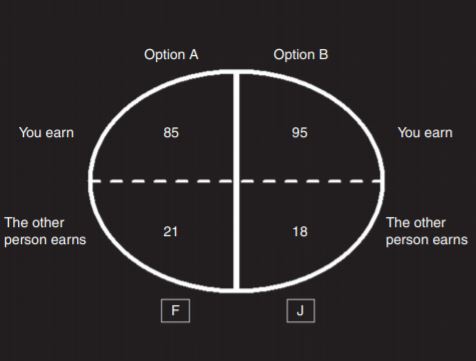 Option A Option B
You earn 85 95 You earn
The other The other
person earns 21 18 person earns
F J